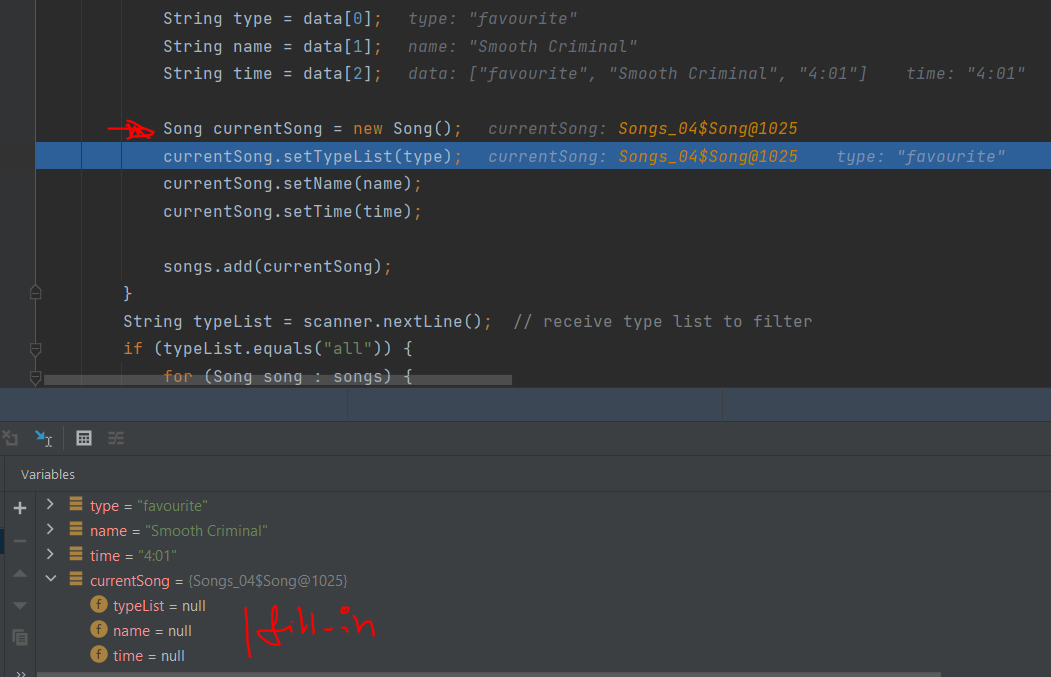 String type = data[0]; type: "favourite"
String name = data[1]; name: "Smooth Criminal"
String time = data[2]; data: ["favourite", "Smooth Criminal", "4:01"] time: "4:01"
Song currentSong = new Song(); currentSong: Songs_04$Song@1025
currentSong.setTypeList(type); currentSong: Songs_04$Song@1025 type: "favourite"
currentSong.setName(name);
currentSong.setTime(time);
songs.add(currentSong);
}
String typeList = scanner.nextLine(); // receive type list to filter
if (typeList.equals("all")) {
for (Song song : songs) {
Variables
type = "favourite"
name = "Smooth Criminal"
time = "4:01"
currentSong = {Songs_04$Song@1025}
f typeList = null
f name = null
f time = null
fill-in